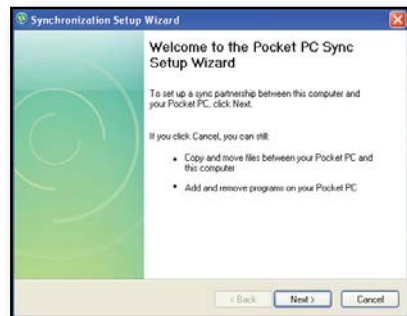 Synchronization Setup Wizard
Welcome to the Pocket PC Sync
Setup Wizard
To set up a sync partnership between this computer and
your Pocket PC, click Next.
If you click Cancel, you can still:
• Copy and move files between your Pocket PC and
this computer
• Add and remove programs on your Pocket PC
< Back Next > Cancel